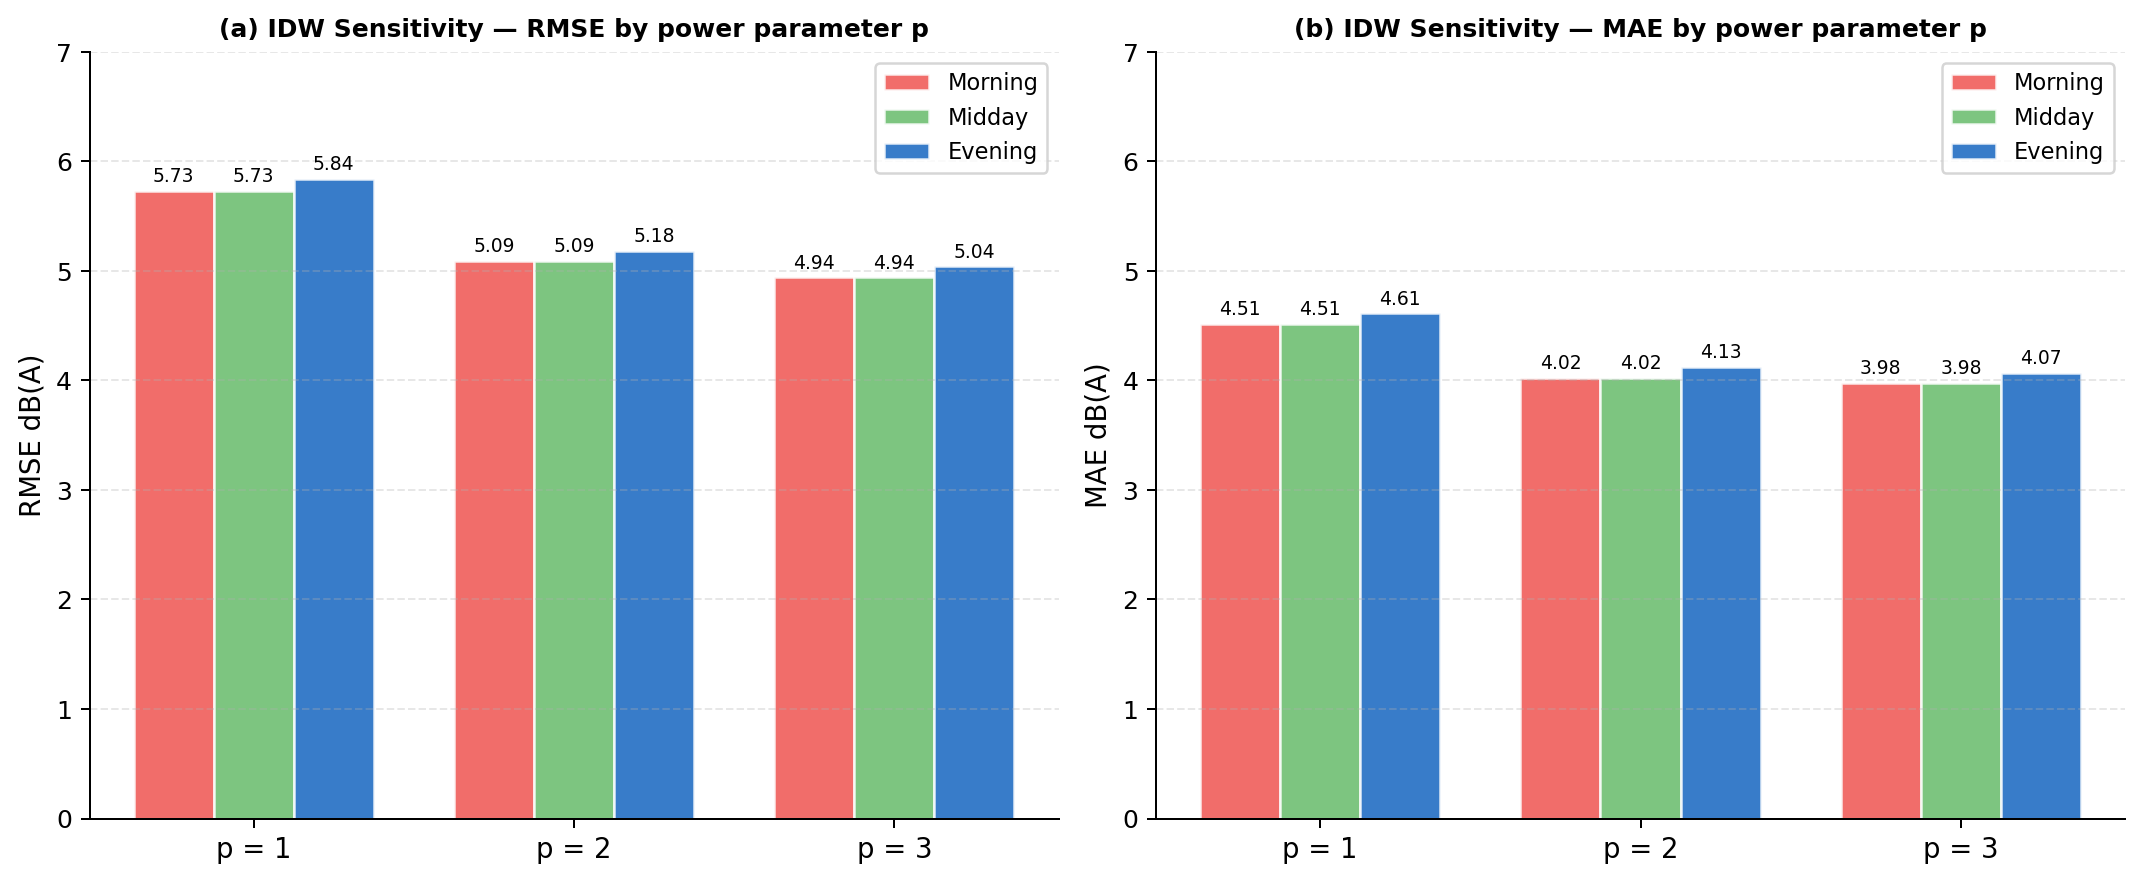 (a) IDW Sensitivity — RMSE by power parameter p
RMSE dB(A)
7
6
5
4
3
2
1
0
Morning
Midday
Evening
5.73 5.73 5.84
5.09 5.09 5.18
4.94 4.94 5.04
p = 1 p = 2 p = 3
(b) IDW Sensitivity — MAE by power parameter p
MAE dB(A)
7
6
5
4
3
2
1
0
Morning
Midday
Evening
4.51 4.51 4.61
4.02 4.02 4.13
3.98 3.98 4.07
p = 1 p = 2 p = 3